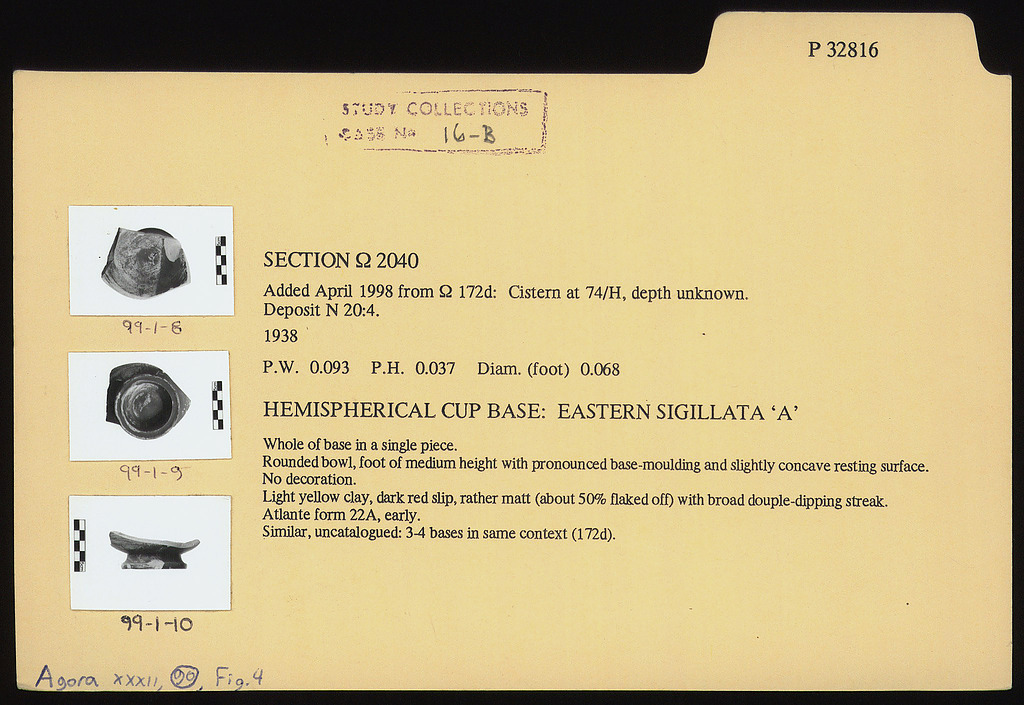 P 32816
STUDY COLLECTIONS
CASE No 16-B
SECTION Ω 2040
Added April 1998 from Ω 172d: Cistern at 74/H, depth unknown.
Deposit N 20:4.
1938
P.W. 0.093 P.H. 0.037 Diam. (foot) 0.068
HEMISPHERICAL CUP BASE: EASTERN SIGILLATA ‘A’
Whole of base in a single piece.
Rounded bowl, foot of medium height with pronounced base-moulding and slightly concave resting surface.
No decoration.
Light yellow clay, dark red slip, rather matt (about 50% flaked off) with broad douple-dipping streak.
Atlante form 22A, early.
Similar, uncatalogued: 3-4 bases in same context (172d).
99-1-8
99-1-9
99-1-10
Agora XXXII, Fig. 4